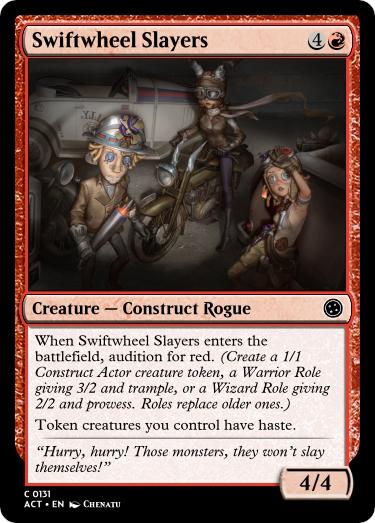 Swiftwheel Slayers 4
Creature — Construct Rogue
When Swiftwheel Slayers enters the
battlefield, audition for red. (Create a 1/1
Construct Actor creature token, a Warrior Role
giving 3/2 and trample, or a Wizard Role giving
2/2 and prowess. Roles replace older ones.)
Token creatures you control have haste.
“Hurry, hurry! Those monsters, they won’t slay
themselves!”
4/4
C 0131
ACT • EN CHENATU